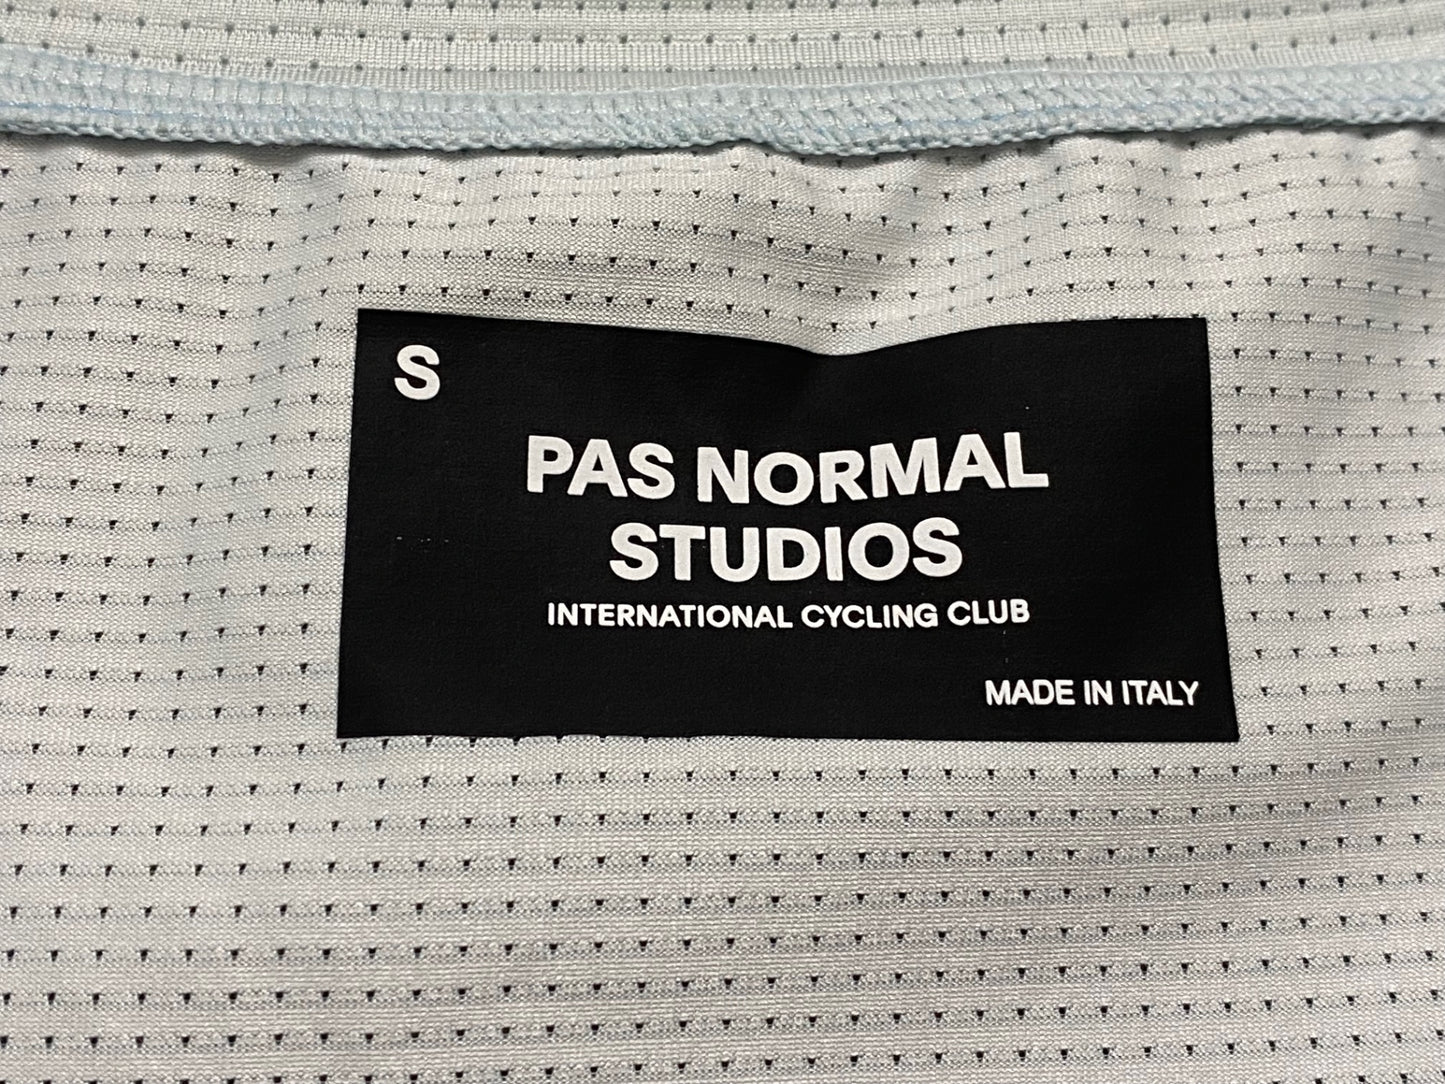 S
PAS NORMAL
STUDIOS
INTERNATIONAL CYCLING CLUB
MADE IN ITALY